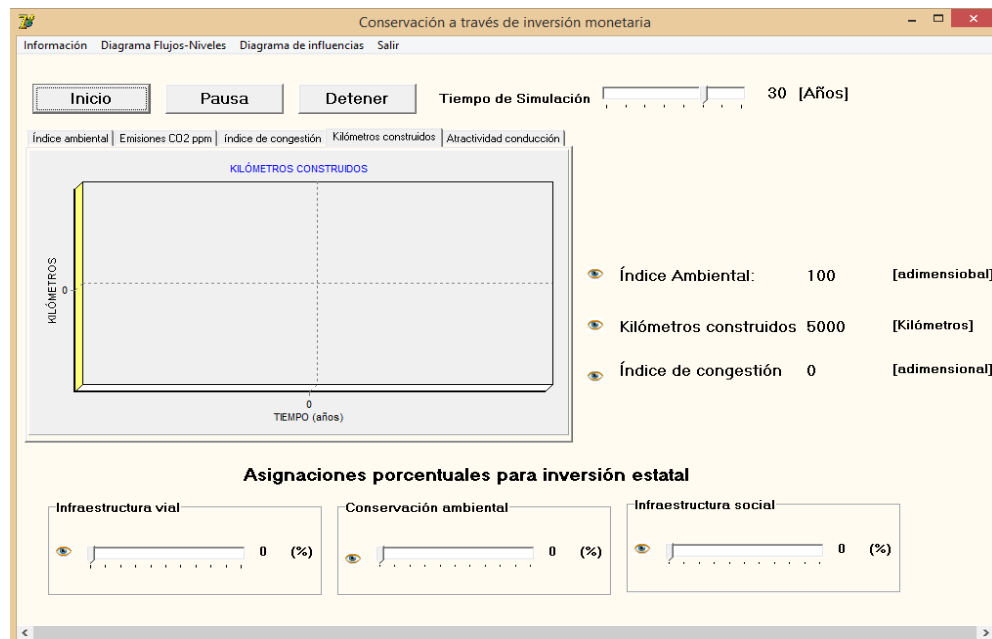 Conservación a través de inversión monetaria
Información Diagrama Flujos-Niveles Diagrama de influencias Salir
Inicio Pausa Detener Tiempo de Simulación 30 [Años]
Índice ambiental Emisiones CO2 ppm índice de congestión Kilómetros construidos Atractividad conducción
KILÓMETROS CONSTRUIDOS
KILÓMETROS
0
0
TIEMPO (años)
Índice Ambiental: 100 [adimensiobal]
Kilómetros construidos 5000 [Kilómetros]
Índice de congestión 0 [adimensional]
Asignaciones porcentuales para inversión estatal
Infraestructura vial
0 (%)
Conservación ambiental
0 (%)
Infraestructura social
0 (%)